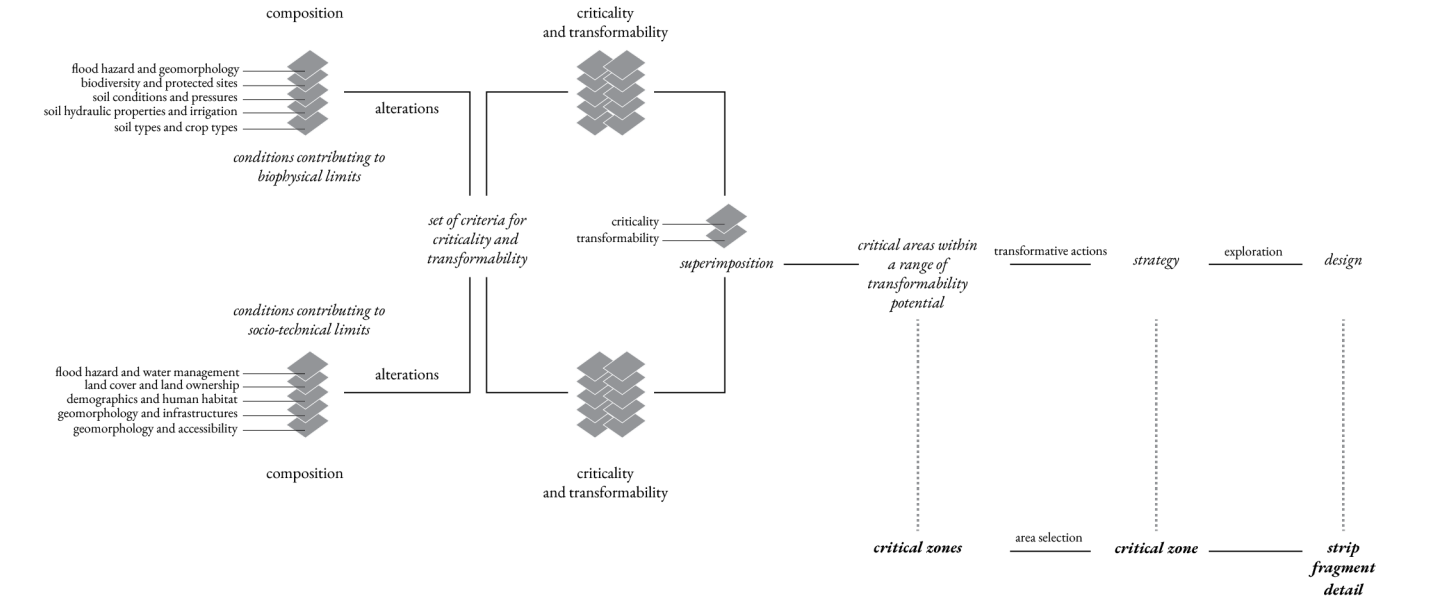 composition
criticality
and transformability
flood hazard and geomorphology
biodiversity and protected sites
soil conditions and pressures
soil hydraulic properties and irrigation
soil types and crop types
alterations
conditions contributing to
biophysical limits
set of criteria for
criticality and
transformability
criticality
transformability
superimposition
critical areas within
a range of
transformability
potential
transformative actions
strategy
exploration
design
conditions contributing to
socio-technical limits
flood hazard and water management
land cover and land ownership
demographics and human habitat
geomorphology and infrastructures
geomorphology and accessibility
alterations
composition
criticality
and transformability
critical zones
area selection
critical zone
strip
fragment
detail